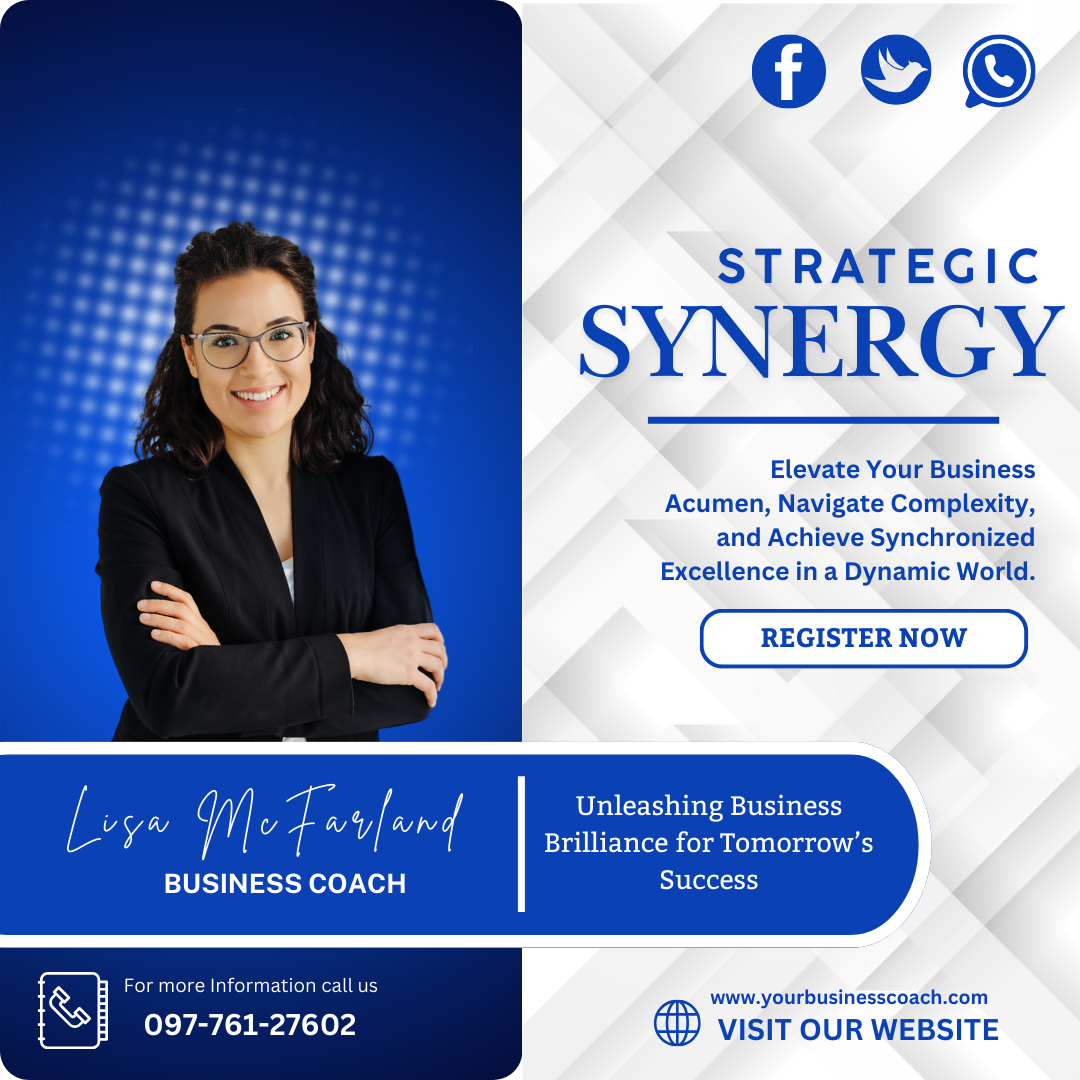 STRATEGIC
SYNERGY
Elevate Your Business
Acumen, Navigate Complexity,
and Achieve Synchronized
Excellence in a Dynamic World.
REGISTER NOW
Lisa McFarland
BUSINESS COACH
Unleashing Business
Brilliance for Tomorrow’s
Success
For more Information call us
097-761-27602
www.yourbusinesscoach.com
VISIT OUR WEBSITE